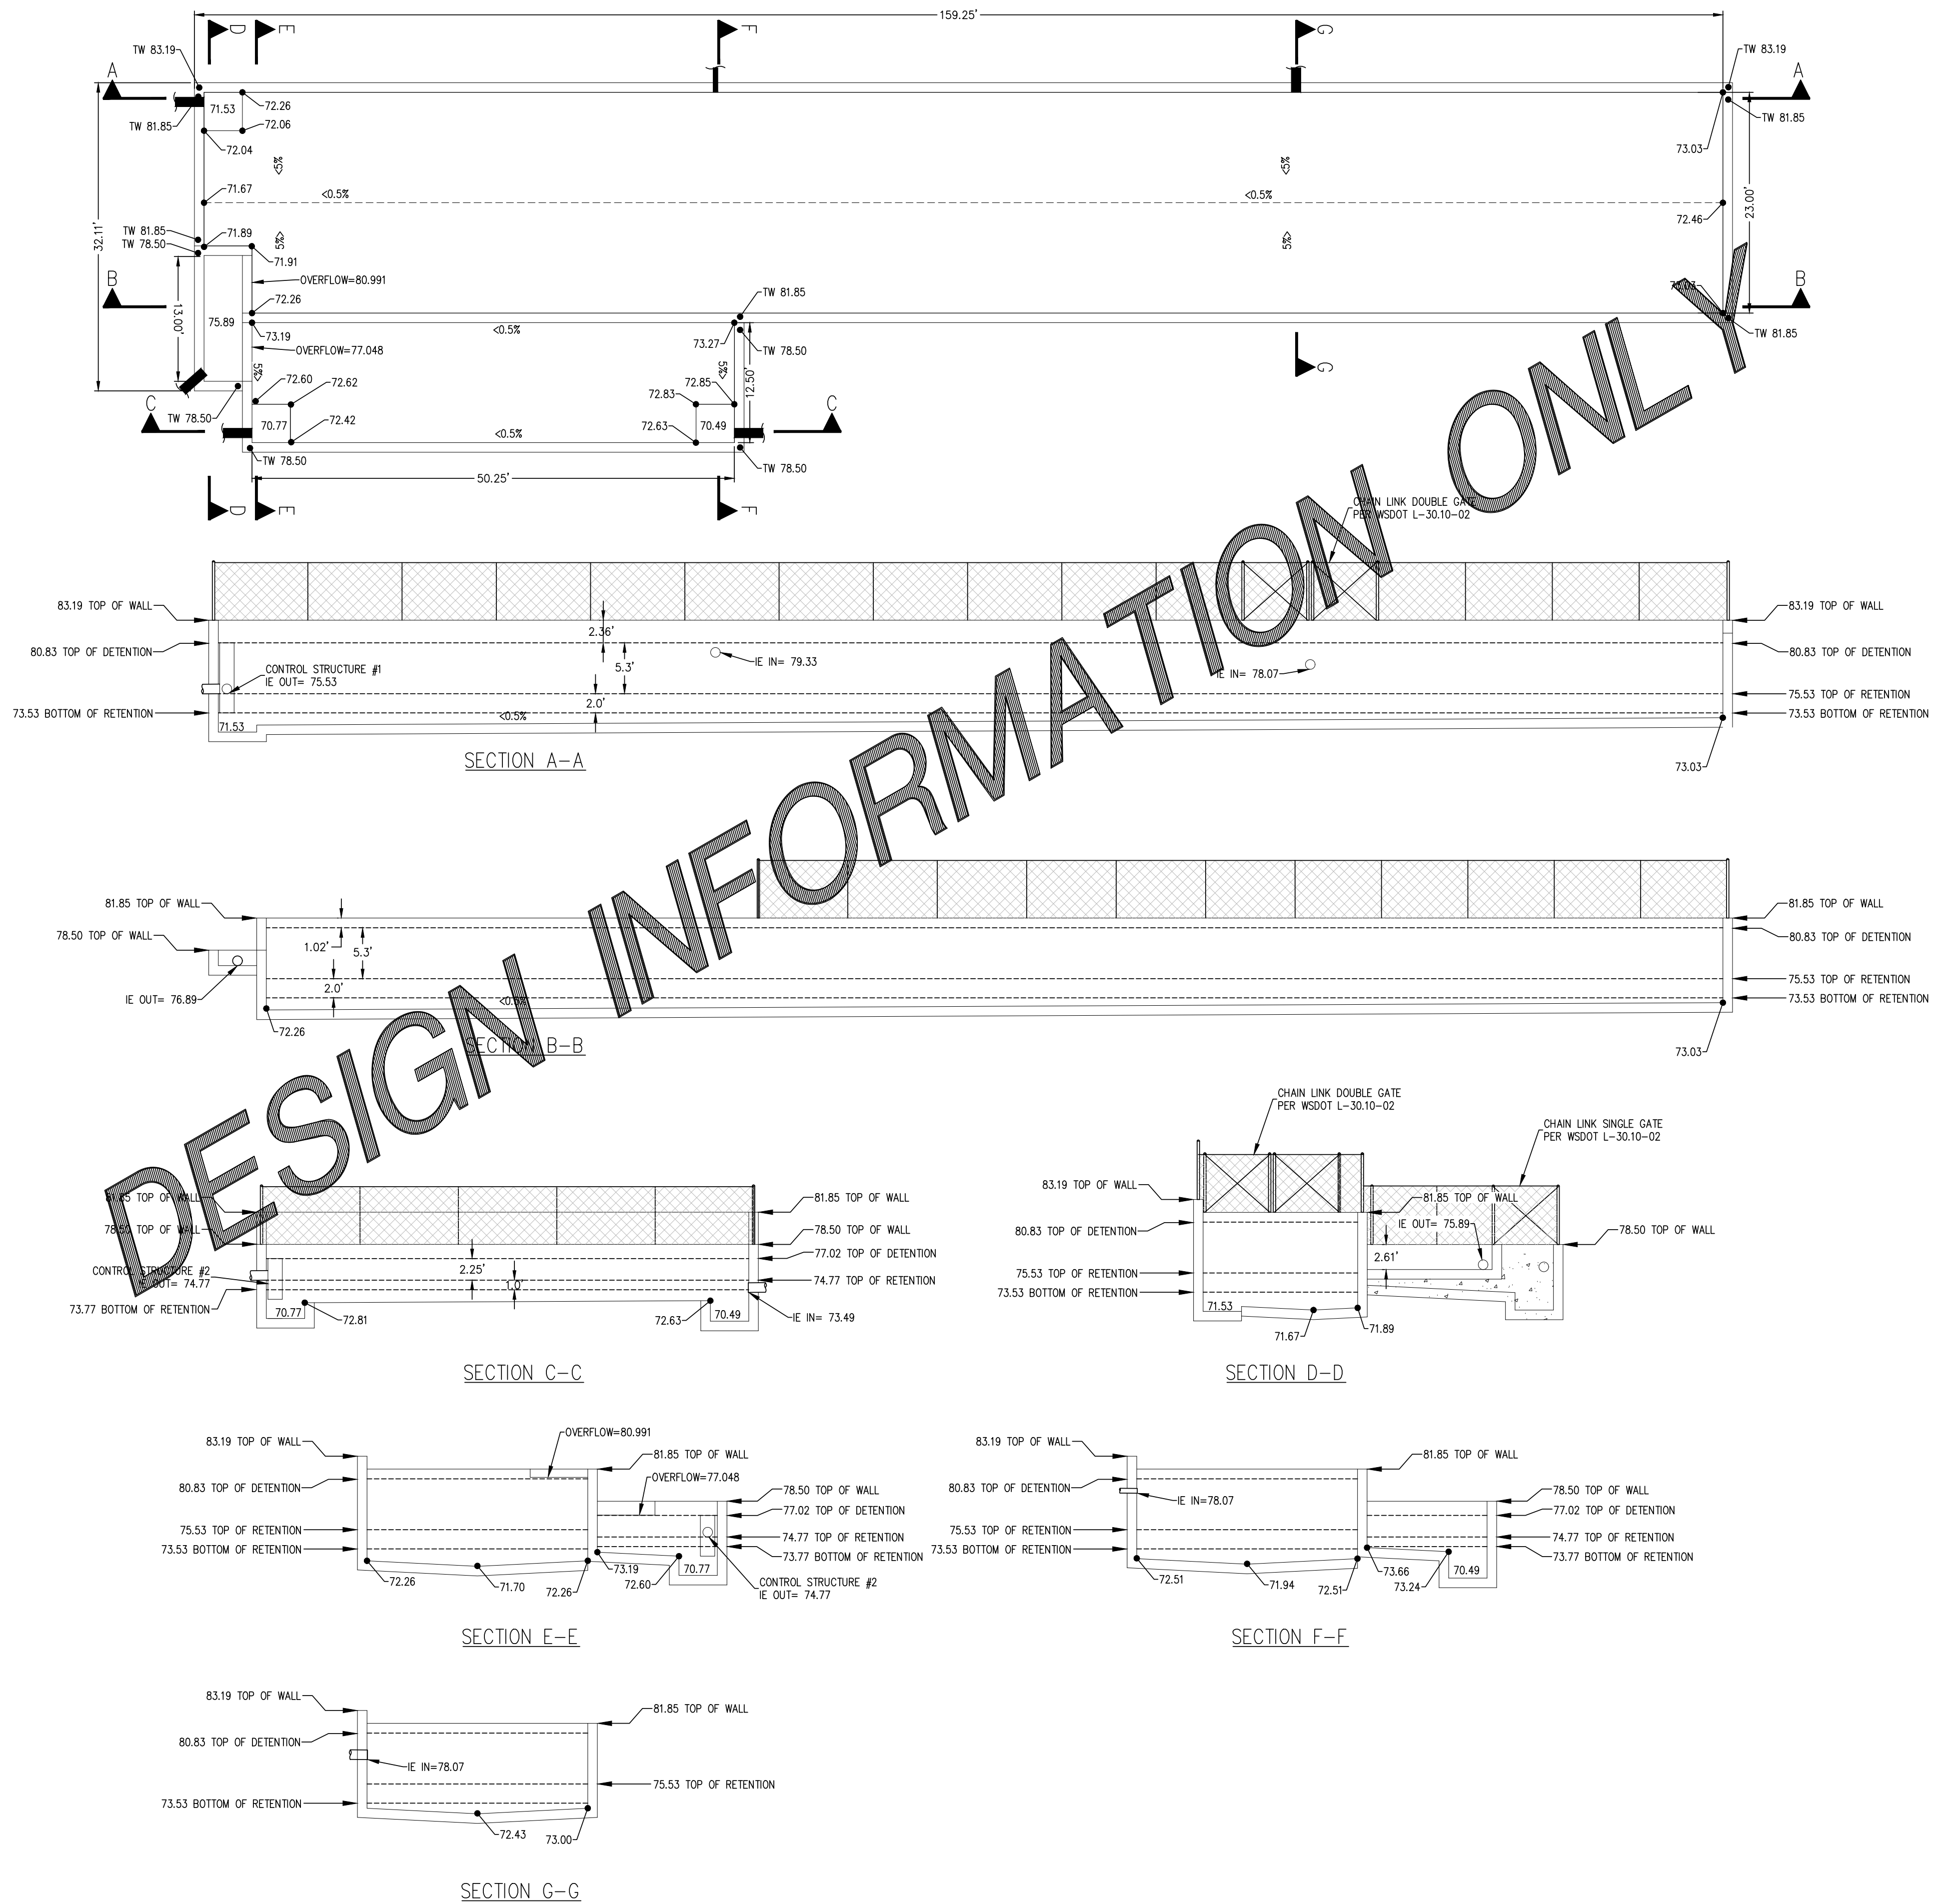 159.25'
D
E
F
G
TW 83.19
TW 83.19
A
A
71.53
72.26
TW 81.85
72.06
TW 81.85
72.04
73.03
<5%
<5%
71.67
<0.5%
<0.5%
72.46
23.00'
32.11'
TW 81.85
TW 78.50
71.89
5%>
5%>
71.91
B
OVERFLOW=80.991
B
72.26
TW 81.85
13.00'
75.89
73.19
<0.5%
73.27
TW 81.85
OVERFLOW=77.048
TW 78.50
G
5%>
5%>
72.60
72.62
72.85
12.50'
72.83
C
TW 78.50
70.77
72.42
<0.5%
72.63
70.49
C
TW 78.50
TW 78.50
50.25'
D
E
F
CHAIN LINK DOUBLE GATE
PER WSDOT L-30.10-02
83.19 TOP OF WALL
83.19 TOP OF WALL
2.36'
80.83 TOP OF DETENTION
80.83 TOP OF DETENTION
CONTROL STRUCTURE #1
IE OUT= 75.53
5.3'
IE IN= 79.33
IE IN= 78.07
75.53 TOP OF RETENTION
2.0'
73.53 BOTTOM OF RETENTION
73.53 BOTTOM OF RETENTION
71.53
<0.5%
73.03
SECTION A-A
81.85 TOP OF WALL
81.85 TOP OF WALL
78.50 TOP OF WALL
1.02'
5.3'
80.83 TOP OF DETENTION
75.53 TOP OF RETENTION
2.0'
IE OUT= 76.89
<0.5%
73.53 BOTTOM OF RETENTION
72.26
73.03
SECTION B-B
CHAIN LINK DOUBLE GATE
PER WSDOT L-30.10-02
CHAIN LINK SINGLE GATE
PER WSDOT L-30.10-02
81.85 TOP OF WALL
81.85 TOP OF WALL
78.50 TOP OF WALL
78.50 TOP OF WALL
77.02 TOP OF DETENTION
CONTROL STRUCTURE #2
IE OUT= 74.77
2.25'
74.77 TOP OF RETENTION
1.0'
73.77 BOTTOM OF RETENTION
70.77
72.81
72.63
70.49
IE IN= 73.49
SECTION C-C
83.19 TOP OF WALL
81.85 TOP OF WALL
80.83 TOP OF DETENTION
IE OUT= 75.89
78.50 TOP OF WALL
2.61'
75.53 TOP OF RETENTION
73.53 BOTTOM OF RETENTION
71.53
71.67
71.89
SECTION D-D
OVERFLOW=80.991
83.19 TOP OF WALL
81.85 TOP OF WALL
80.83 TOP OF DETENTION
OVERFLOW=77.048
78.50 TOP OF WALL
77.02 TOP OF DETENTION
75.53 TOP OF RETENTION
74.77 TOP OF RETENTION
73.53 BOTTOM OF RETENTION
73.77 BOTTOM OF RETENTION
72.26
71.70
72.26
73.19
72.60
70.77
CONTROL STRUCTURE #2
IE OUT= 74.77
SECTION E-E
83.19 TOP OF WALL
81.85 TOP OF WALL
80.83 TOP OF DETENTION
IE IN=78.07
78.50 TOP OF WALL
77.02 TOP OF DETENTION
75.53 TOP OF RETENTION
74.77 TOP OF RETENTION
73.53 BOTTOM OF RETENTION
73.77 BOTTOM OF RETENTION
72.51
71.94
72.51
73.66
73.24
70.49
SECTION F-F
83.19 TOP OF WALL
81.85 TOP OF WALL
80.83 TOP OF DETENTION
IE IN=78.07
75.53 TOP OF RETENTION
73.53 BOTTOM OF RETENTION
72.43
73.00
SECTION G-G
DESIGN INFORMATION ONLY